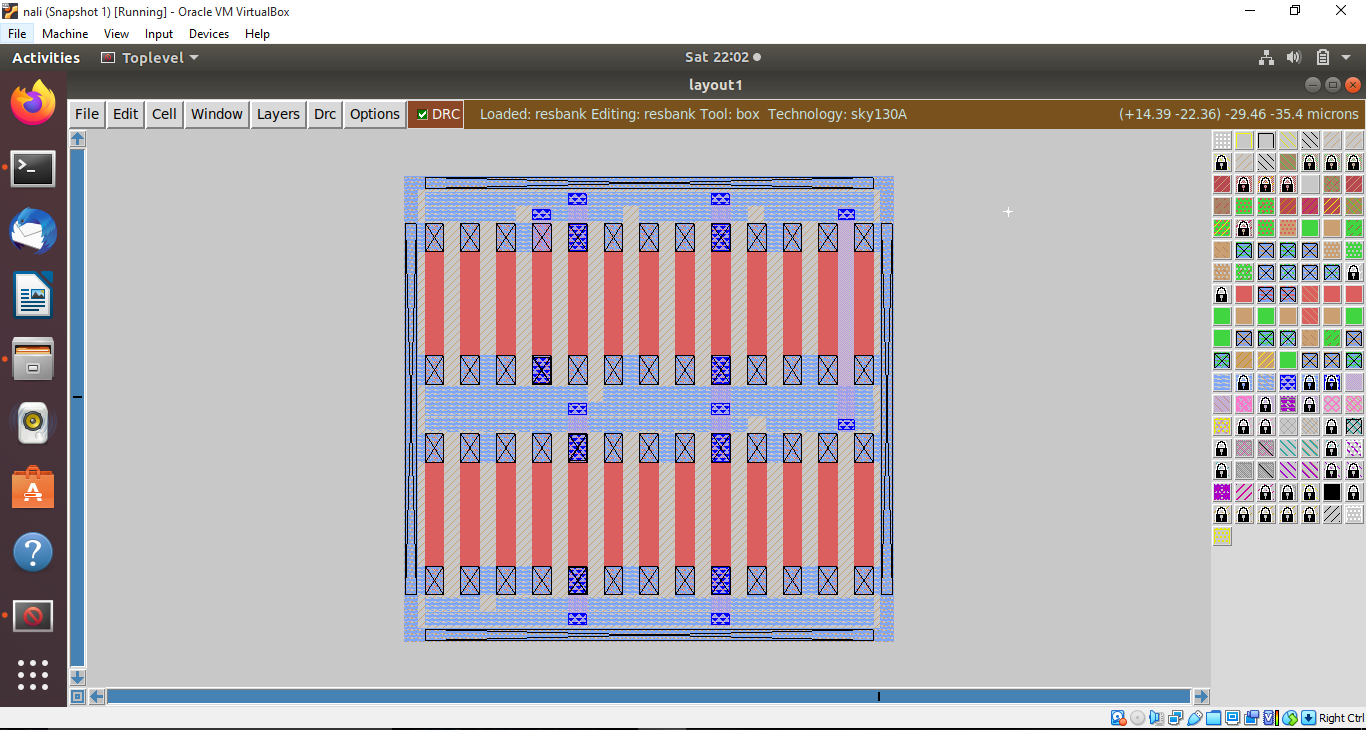 nali (Snapshot 1) [Running] - Oracle VM VirtualBox
File Machine View Input Devices Help
Activities Toplevel Sat 22:02
layout1
File Edit Cell Window Layers Drc Options DRC Loaded: resbank Editing: resbank Tool: box Technology: sky130A (+14.39 -22.36) -29.46 -35.4 microns
Right Ctrl